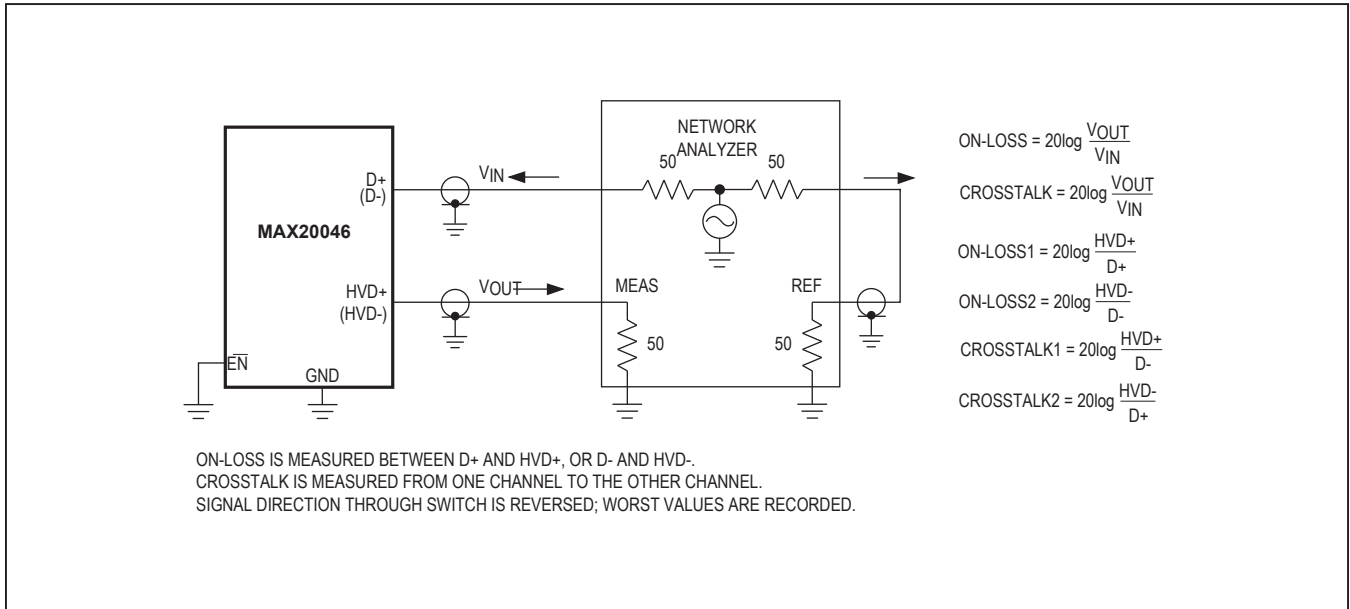 NETWORK
ANALYZER
50
50
D+
(D-)
VIN
MAX20046
HVD+
(HVD-)
VOUT
MEAS
REF
50
50
EN
GND
ON-LOSS = 20log VOUT
VIN
CROSSTALK = 20log VOUT
VIN
ON-LOSS1 = 20log HVD+
D+
ON-LOSS2 = 20log HVD-
D-
CROSSTALK1 = 20log HVD+
D-
CROSSTALK2 = 20log HVD-
D+
ON-LOSS IS MEASURED BETWEEN D+ AND HVD+, OR D- AND HVD-.
CROSSTALK IS MEASURED FROM ONE CHANNEL TO THE OTHER CHANNEL.
SIGNAL DIRECTION THROUGH SWITCH IS REVERSED; WORST VALUES ARE RECORDED.